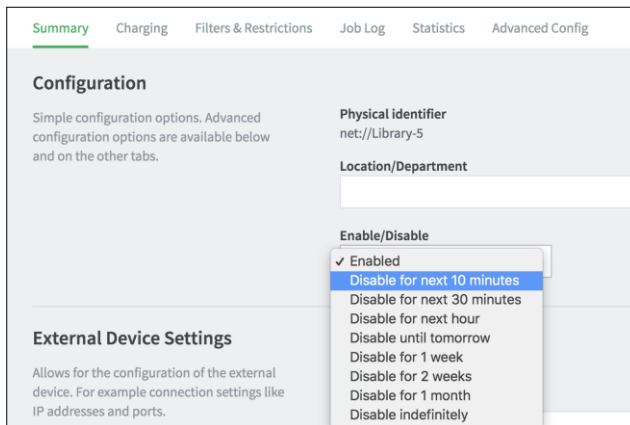 Summary Charging Filters & Restrictions Job Log Statistics Advanced Config
Configuration
Simple configuration options. Advanced
configuration options are available below
and on the other tabs.
Physical identifier
net://Library-5
Location/Department
Enable/Disable
✓ Enabled
Disable for next 10 minutes
Disable for next 30 minutes
Disable for next hour
Disable until tomorrow
Disable for 1 week
Disable for 2 weeks
Disable for 1 month
Disable indefinitely
External Device Settings
Allows for the configuration of the external
device. For example connection settings like
IP addresses and ports.